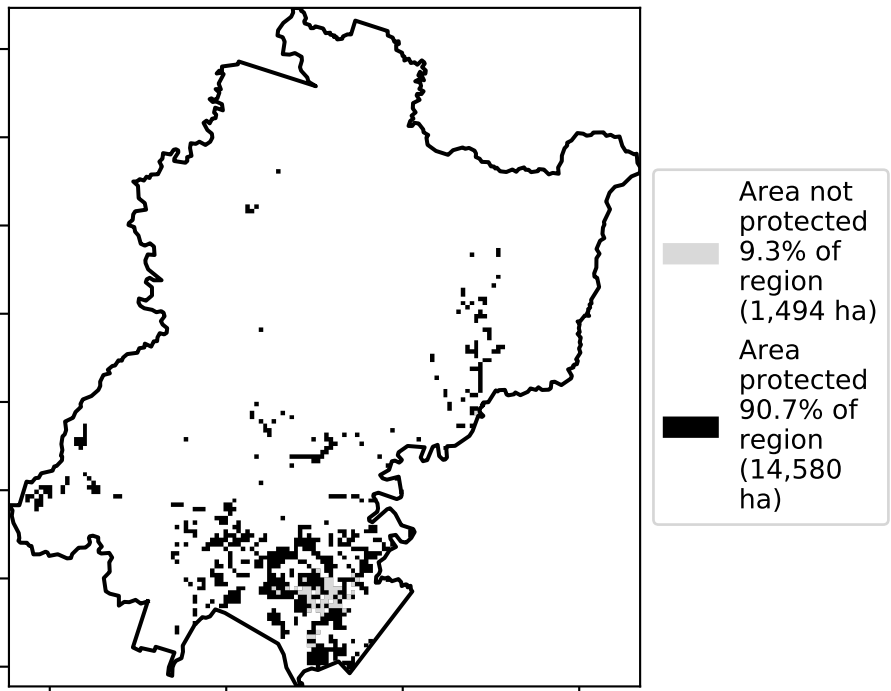 Area not
protected
9.3% of
region
(1,494 ha)
Area
protected
90.7% of
region
(14,580
ha)